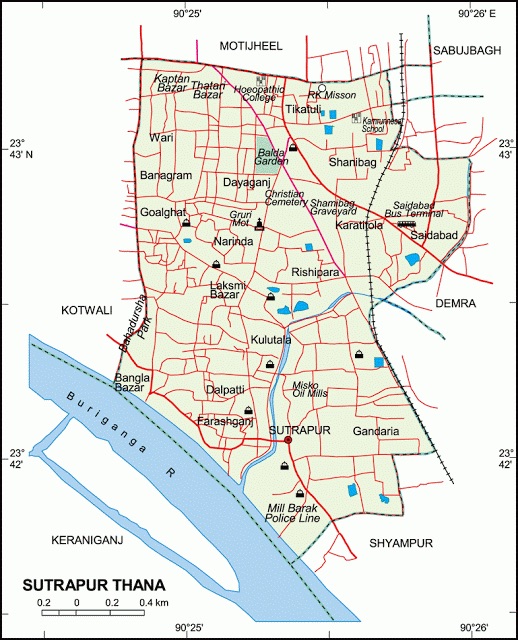 90°25'
90°26' E
MOTIJHEEL
SABUJBAGH
Kaptan
Bazar
Thatan
Bazar
Hoeopathic
College
RK Misson
Tikatuli
Kamrunnesa
School
23°
43' N
23°
43'
Wari
Balda
Garden
Shanibag
Banagram
Dayaganj
Christian
Cemetery
Shambag
Graveyard
Saidabad
Bus Terminal
Goalghat
Gruri
Mot
Karatitola
Saidabad
Narinda
Rishipara
Laksmi
Bazar
DEMRA
KOTWALI
Bahadursha
Park
Kulutala
Bangla
Bazar
Dalpatti
Misko
Oil Mills
Farashganj
SUTRAPUR
Gandaria
Buriganga R
23°
42'
23°
42'
Mill Barak
Police Line
KERANIGANJ
SHYAMPUR
SUTRAPUR THANA
0.2 0 0.2 0.4 km
90°25'
90°26'